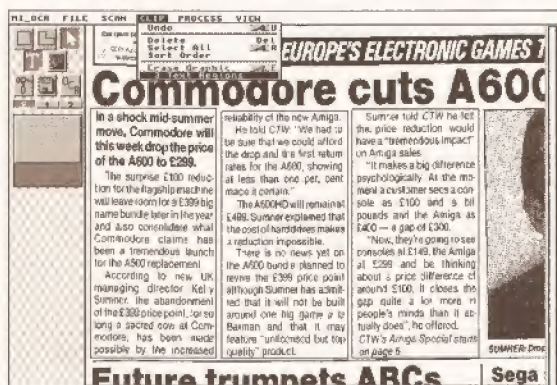 MI_OCR FILE SCAN CLIP PROCESS VIEW
Undo
Delete Del
Select All
Sort Order
Erase Graphic
Text Regions
EUROPE'S ELECTRONIC GAMES
Commodore cuts A600
In a shock mid-summer
move, Commodore will
this week drop the price
of the A600 to £299.
The surprise £100 reduc-
tion for the flagship machine
will leave room for a £399 big
name bundle later in the year
and also consolidate what
Commodore claims has
been a tremendous launch
for the A500 replacement.
According to new UK
managing director Kelly
Sumner, the abandonment
of the £399 price point, for so
long a sacred cow at Com-
modore, has been made
possible by the increased
reliability of the new Amiga.
He told CTW: "We had to
be sure that we could afford
the drop and the first return
rates for the A600, showing
at less than one per cent
made it certain."
The A600HD will remain at
£499. Sumner explained that
the cost of hard drives makes
a reduction impossible.
There is no news yet on
the A600 bundle planned to
revive the £399 price point
although Sumner has admit-
ted that it will not be built
around one big game a la
Batman and that it may
feature "unlicensed but top
quality" product.
Sumner told CTW he felt
the price reduction would
have a "tremendous impact"
on Amiga sales.
"It makes a big difference
psychologically. As the mo-
ment a customer sees a con-
sole as £100 and a bit
pounds and the Amiga as
£400 — a gap of £300.
"Now, they're going to see
consoles at £149, the Amiga
at £299 and be thinking
about a price difference of
around £100. It closes the
gap quite a lot more in
people's minds than it ac-
tually does", he offered.
CTW's Amiga Special starts
on page 6
SUMNER: Drop
Future trumpets ABCs
Sega